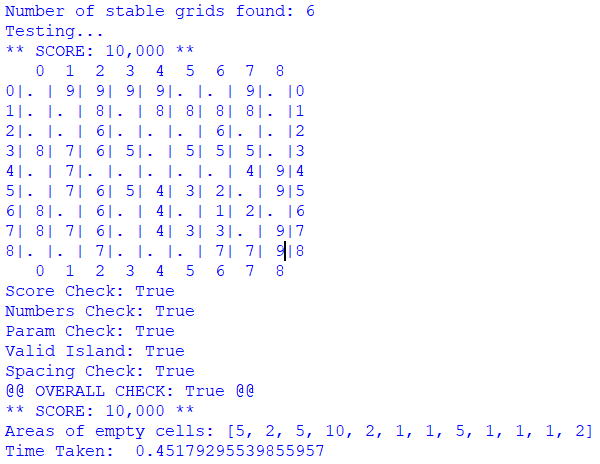 Number of stable grids found: 6
Testing...
** SCORE: 10,000 **
   0  1  2  3  4  5  6  7  8
0|. | 9| 9| 9| 9|. |. | 9|. |0
1|. |. | 8|. | 8| 8| 8| 8|. |1
2|. |. | 6|. |. |. | 6|. |. |2
3| 8| 7| 6| 5|. | 5| 5| 5|. |3
4|. | 7|. |. |. |. |. | 4| 9|4
5|. | 7| 6| 5| 4| 3| 2|. | 9|5
6| 8|. | 6|. | 4|. | 1| 2|. |6
7| 8| 7| 6|. | 4| 3| 3|. | 9|7
8|. |. | 7|. |. |. | 7| 7| 9|8
   0  1  2  3  4  5  6  7  8
Score Check: True
Numbers Check: True
Param Check: True
Valid Island: True
Spacing Check: True
@@ OVERALL CHECK: True @@
** SCORE: 10,000 **
Areas of empty cells: [5, 2, 5, 10, 2, 1, 1, 5, 1, 1, 1, 2]
Time Taken:  0.45179295539855957